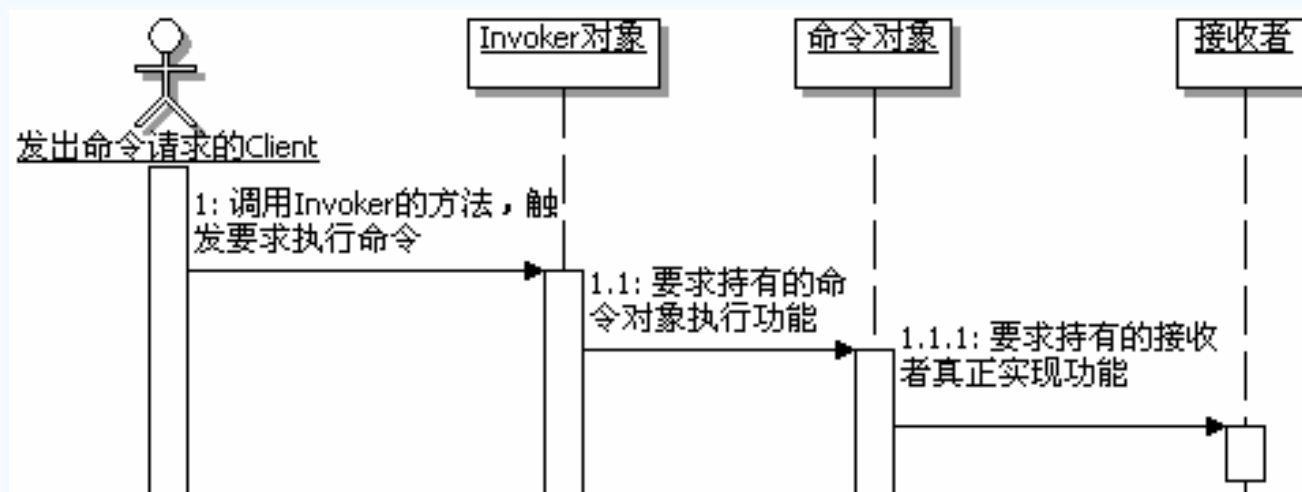 Invoker对象
命令对象
接收者
发出命令请求的Client
1: 调用Invoker的方法，触
发要求执行命令
1.1: 要求持有的命
令对象执行功能
1.1.1: 要求持有的接收
者真正实现功能